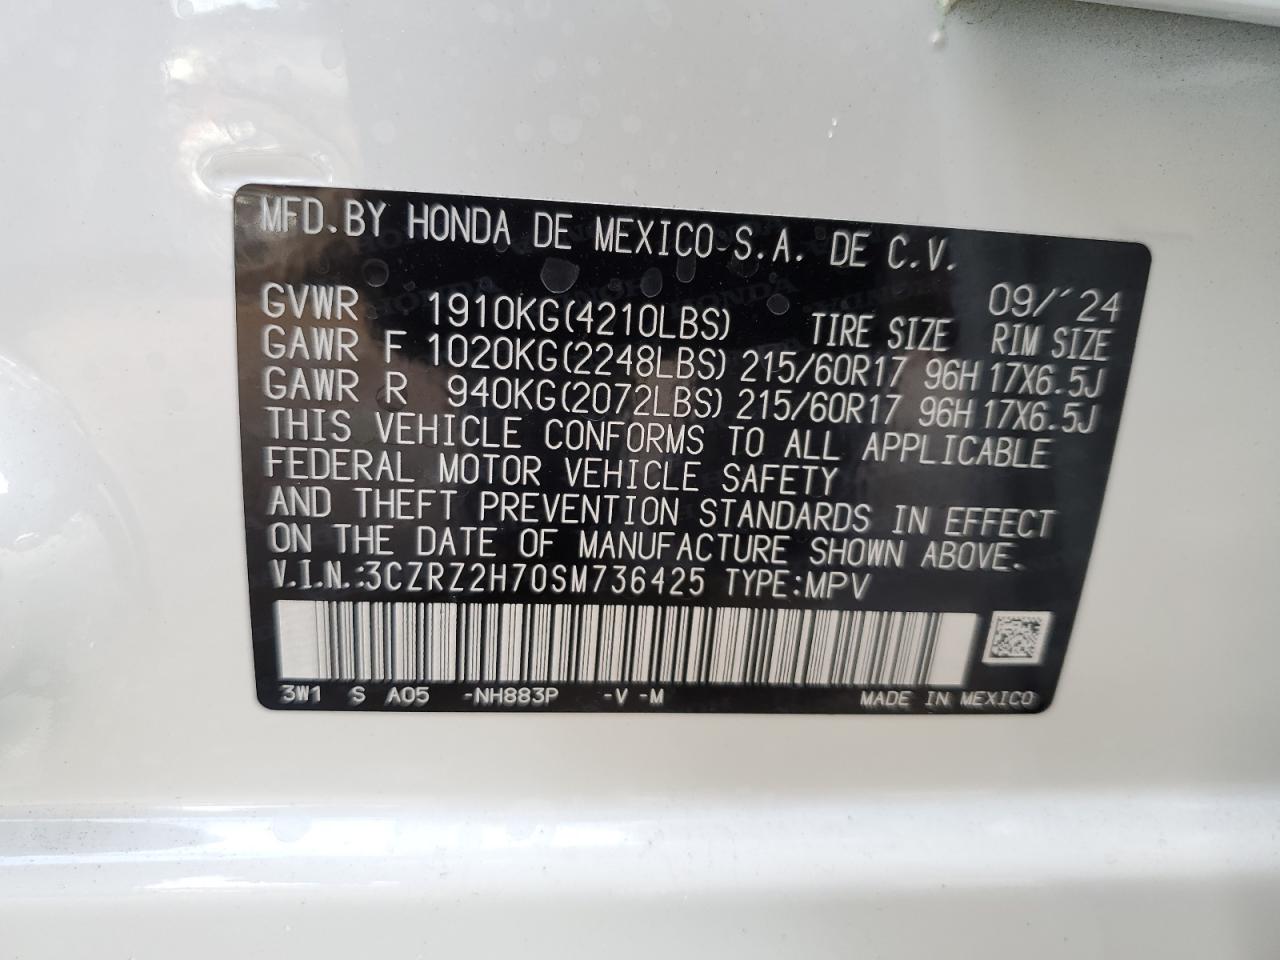 MFD.BY HONDA DE MEXICO S.A. DE C.V.
09/'24
GVWR 1910KG(4210LBS) TIRE SIZE RIM SIZE
GAWR F 1020KG(2248LBS) 215/60R17 96H 17X6.5J
GAWR R 940KG(2072LBS) 215/60R17 96H 17X6.5J
THIS VEHICLE CONFORMS TO ALL APPLICABLE
FEDERAL MOTOR VEHICLE SAFETY
AND THEFT PREVENTION STANDARDS IN EFFECT
ON THE DATE OF MANUFACTURE SHOWN ABOVE.
V.I.N.:3CZRZ2H70SM736425 TYPE:MPV
3W1 S A05 -NH883P -V -M MADE IN MEXICO